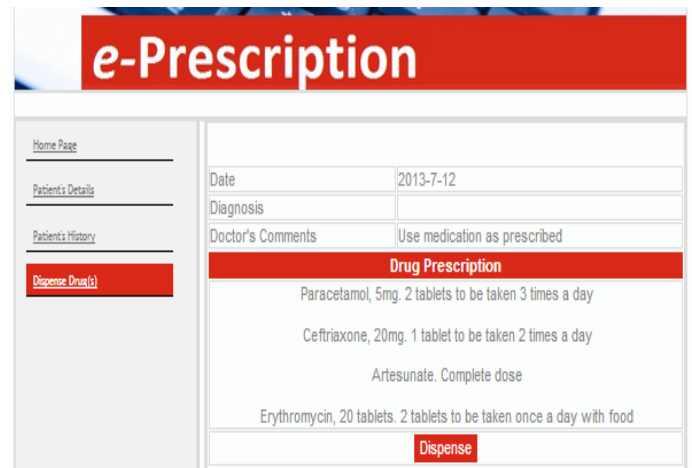 e-Prescription
Home Page
Patient's Details
Patient's History
Dispense Drug(s)
Date 2013-7-12
Diagnosis
Doctor's Comments Use medication as prescribed
Drug Prescription
Paracetamol, 5mg. 2 tablets to be taken 3 times a day
Ceftriaxone, 20mg. 1 tablet to be taken 2 times a day
Artesunate. Complete dose
Erythromycin, 20 tablets. 2 tablets to be taken once a day with food
Dispense